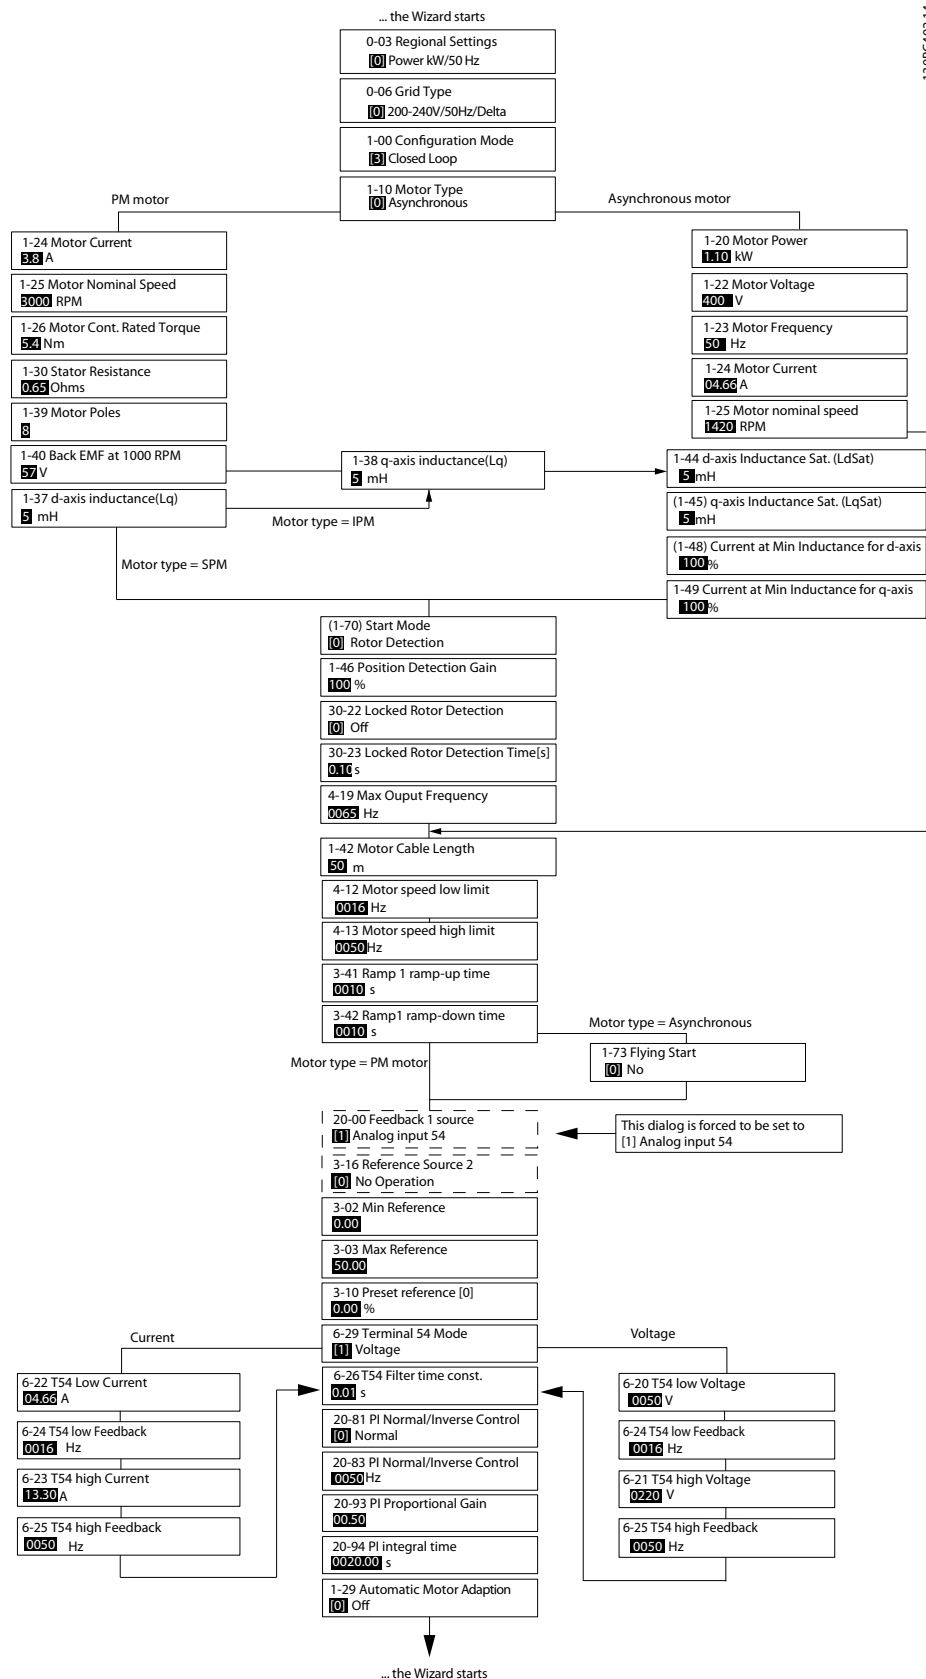 ... the Wizard starts
0-03 Regional Settings
[0] Power kW/50 Hz
0-06 Grid Type
[0] 200-240V/50Hz/Delta
1-00 Configuration Mode
[3] Closed Loop
1-10 Motor Type
[0] Asynchronous
PM motor
Asynchronous motor
1-24 Motor Current
3.8 A
1-25 Motor Nominal Speed
3000 RPM
1-26 Motor Cont. Rated Torque
5.4 Nm
1-30 Stator Resistance
0.65 Ohms
1-39 Motor Poles
8
1-40 Back EMF at 1000 RPM
57 V
1-37 d-axis inductance(Lq)
5 mH
1-20 Motor Power
1.10 kW
1-22 Motor Voltage
400 V
1-23 Motor Frequency
50 Hz
1-24 Motor Current
04.66 A
1-25 Motor nominal speed
1420 RPM
1-38 q-axis inductance(Lq)
5 mH
Motor type = IPM
Motor type = SPM
1-44 d-axis Inductance Sat. (LdSat)
5 mH
(1-45) q-axis Inductance Sat. (LqSat)
5 mH
(1-48) Current at Min Inductance for d-axis
100 %
1-49 Current at Min Inductance for q-axis
100 %
(1-70) Start Mode
[0] Rotor Detection
1-46 Position Detection Gain
100 %
30-22 Locked Rotor Detection
[0] Off
30-23 Locked Rotor Detection Time[s]
0.10 s
4-19 Max Ouput Frequency
0065 Hz
1-42 Motor Cable Length
50 m
4-12 Motor speed low limit
0016 Hz
4-13 Motor speed high limit
0050 Hz
3-41 Ramp 1 ramp-up time
0010 s
3-42 Ramp1 ramp-down time
0010 s
Motor type = Asynchronous
1-73 Flying Start
[0] No
Motor type = PM motor
20-00 Feedback 1 source
[1] Analog input 54
This dialog is forced to be set to
[1] Analog input 54
3-16 Reference Source 2
[0] No Operation
3-02 Min Reference
0.00
3-03 Max Reference
50.00
3-10 Preset reference [0]
0.00 %
6-29 Terminal 54 Mode
[1] Voltage
Current
Voltage
6-22 T54 Low Current
04.66 A
6-24 T54 low Feedback
0016 Hz
6-23 T54 high Current
13.30 A
6-25 T54 high Feedback
0050 Hz
6-26 T54 Filter time const.
0.01 s
20-81 PI Normal/Inverse Control
[0] Normal
20-83 PI Normal/Inverse Control
0050 Hz
20-93 PI Proportional Gain
00.50
20-94 PI integral time
0020.00 s
1-29 Automatic Motor Adaption
[0] Off
6-20 T54 low Voltage
0050 V
6-24 T54 low Feedback
0016 Hz
6-21 T54 high Voltage
0220 V
6-25 T54 high Feedback
0050 Hz
... the Wizard starts